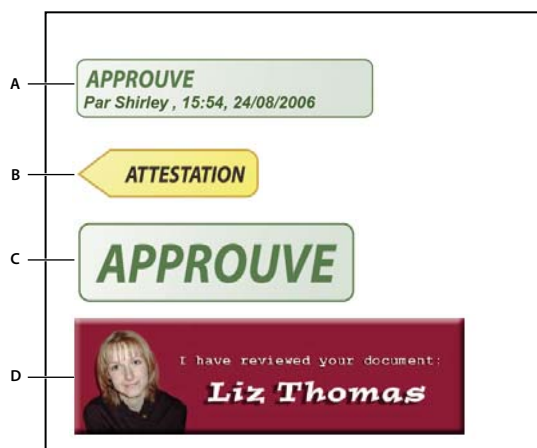 A
APPROUVE
Par Shirley , 15:54, 24/08/2006
B
ATTESTATION
C
APPROUVE
D
I have reviewed your document:
Liz Thomas